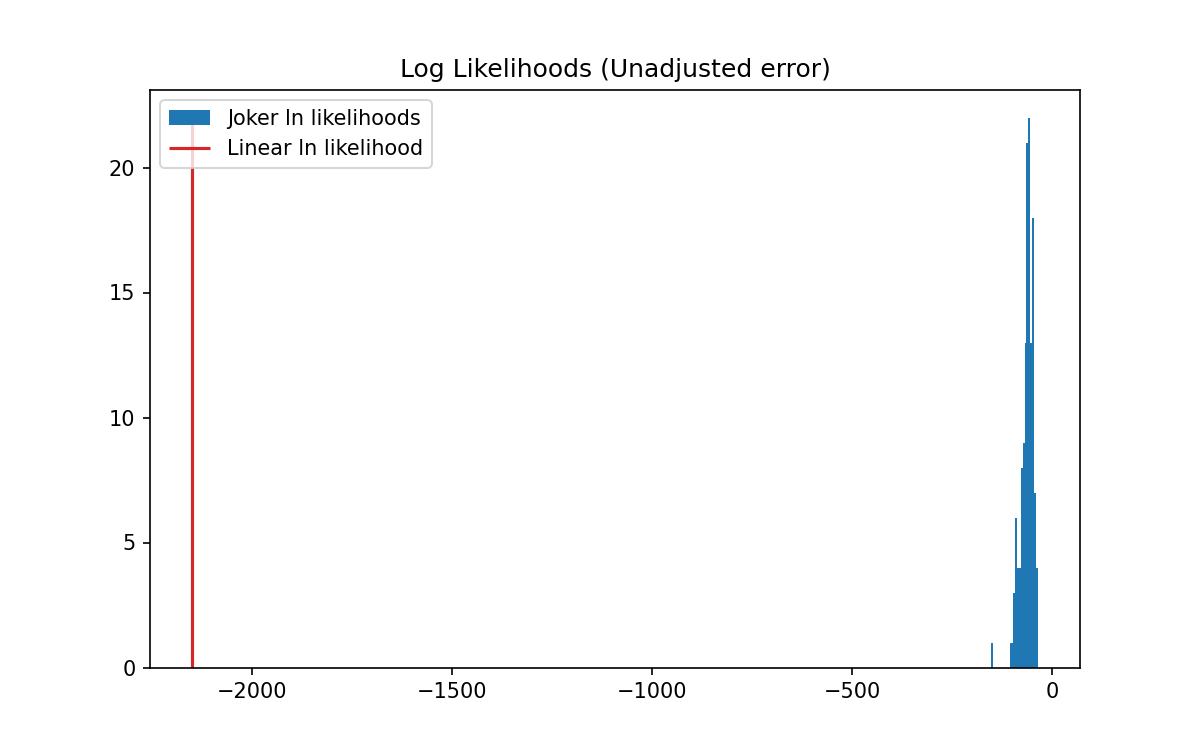 Log Likelihoods (Unadjusted error)
Joker ln likelihoods
Linear ln likelihood
20
15
10
5
0
−2000 −1500 −1000 −500 0